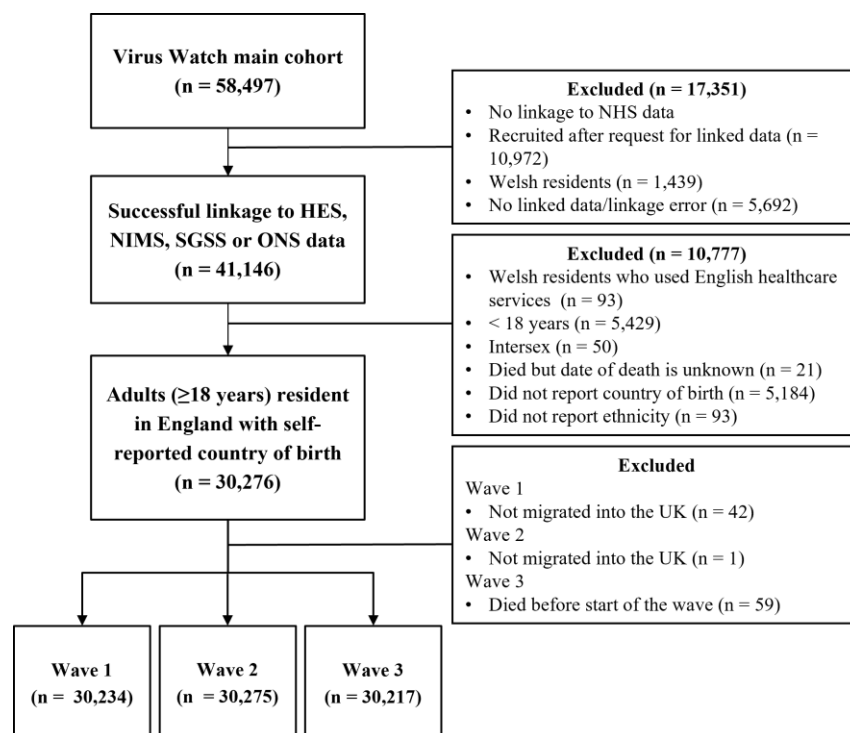 Virus Watch main cohort
(n = 58,497)
Excluded (n = 17,351)
• No linkage to NHS data
• Recruited after request for linked data (n =
10,972)
• Welsh residents (n = 1,439)
• No linked data/linkage error (n = 5,692)
Successful linkage to HES,
NIMS, SGSS or ONS data
(n = 41,146)
Excluded (n = 10,777)
• Welsh residents who used English healthcare
services (n = 93)
• < 18 years (n = 5,429)
• Intersex (n = 50)
• Died but date of death is unknown (n = 21)
• Did not report country of birth (n = 5,184)
• Did not report ethnicity (n = 93)
Adults (≥18 years) resident
in England with self-
reported country of birth
(n = 30,276)
Excluded
Wave 1
• Not migrated into the UK (n = 42)
Wave 2
• Not migrated into the UK (n = 1)
Wave 3
• Died before start of the wave (n = 59)
Wave 1
(n = 30,234)
Wave 2
(n = 30,275)
Wave 3
(n = 30,217)